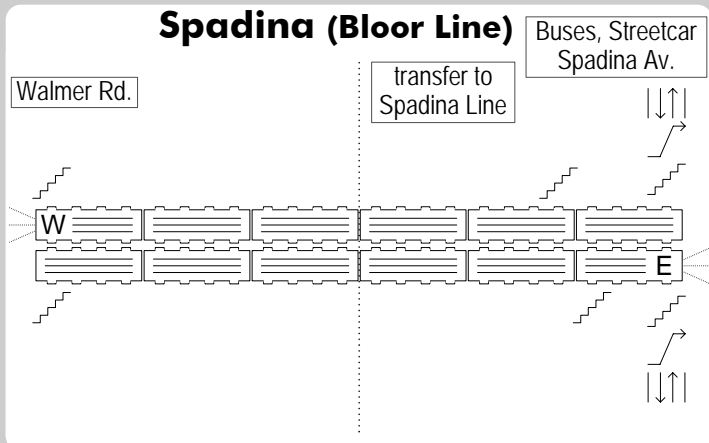 Spadina (Bloor Line)
Buses, Streetcar
Spadina Av.
Walmer Rd.
transfer to
Spadina Line
W
E